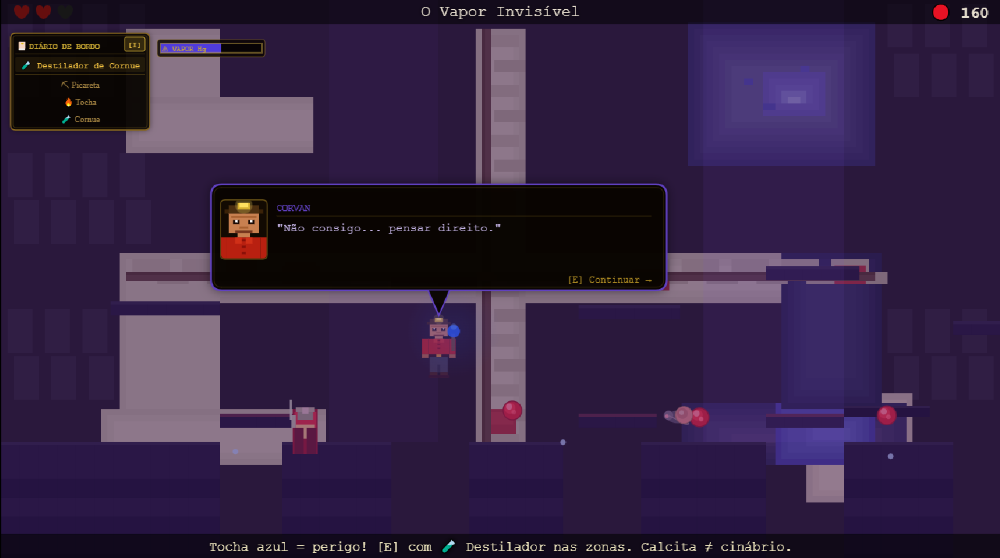 O Vapor Invisível
160
DIÁRIO DE BORDO
[I]
⚠ VAPOR Hg
Destilador de Cornue
Picareta
Tocha
Cornue
CORVAN
"Não consigo... pensar direito."
[E] Continuar →
Tocha azul = perigo! [E] com 🧪 Destilador nas zonas. Calcita ≠ cinábrio.